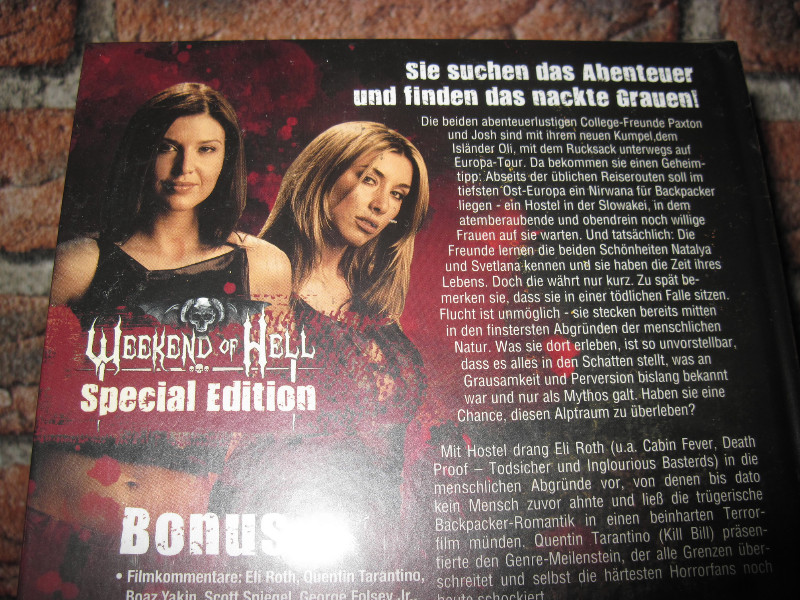 Sie suchen das Abenteuer
und finden das nackte Grauen!
Die beiden abenteuerlustigen College-Freunde Paxton
und Josh sind mit ihrem neuen Kumpel,dem
Isländer Oli, mit dem Rucksack unterwegs auf
Europa-Tour. Da bekommen sie einen Geheim-
tipp: Abseits der üblichen Reiserouten soll im
tiefsten Ost-Europa ein Nirwana für Backpacker
liegen - ein Hostel in der Slowakei, in dem
atemberaubende und obendrein noch willige
Frauen auf sie warten. Und tatsächlich: Die
Freunde lernen die beiden Schönheiten Natalya
und Svetlana kennen und sie haben die Zeit ihres
Lebens. Doch die währt nur kurz. Zu spät be-
merken sie, dass sie in einer tödlichen Falle sitzen.
Flucht ist unmöglich - sie stecken bereits mitten
in den finstersten Abgründen der menschlichen
Natur. Was sie dort erleben, ist so unvorstellbar,
dass es alles in den Schatten stellt, was an
Grausamkeit und Perversion bislang bekannt
war und nur als Mythos galt. Haben sie eine
Chance, diesen Alptraum zu überleben?
Weekend of Hell
Special Edition
Mit Hostel drang Eli Roth (u.a. Cabin Fever, Death
Proof – Todsicher und Inglourious Basterds) in die
menschlichen Abgründe vor, von denen bis dato
kein Mensch zuvor ahnte und ließ die trügerische
Backpacker-Romantik in einen beinharten Terror-
film münden. Quentin Tarantino (Kill Bill) präsen-
tierte den Genre-Meilenstein, der alle Grenzen über-
schreitet und selbst die härtesten Horrorfans noch
heute schockiert.
Bonus
• Filmkommentare: Eli Roth, Quentin Tarantino,
Boaz Yakin, Scott Spiegel, George Folsey Jr.,